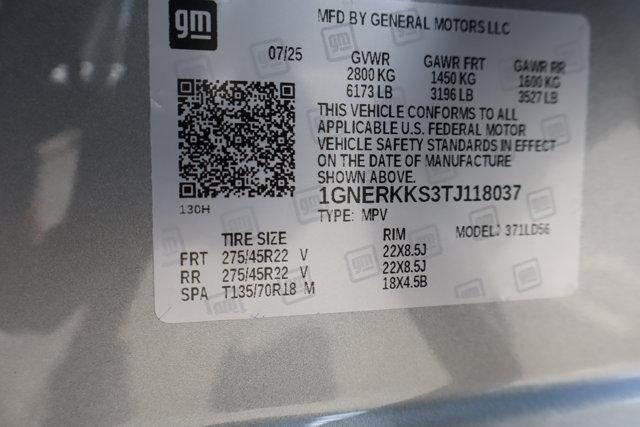 gm
MFD BY GENERAL MOTORS LLC
07/25 GVWR GAWR FRT GAWR RR
2800 KG 1450 KG 1600 KG
6173 LB 3196 LB 3527 LB
THIS VEHICLE CONFORMS TO ALL
APPLICABLE U.S. FEDERAL MOTOR
VEHICLE SAFETY STANDARDS IN EFFECT
ON THE DATE OF MANUFACTURE
SHOWN ABOVE.
1GNERKKS3TJ118037
130H
TYPE: MPV
MODEL: 371LD56
TIRE SIZE RIM
FRT 275/45R22 V 22X8.5J
RR 275/45R22 V 22X8.5J
SPA T135/70R18 M 18X4.5B